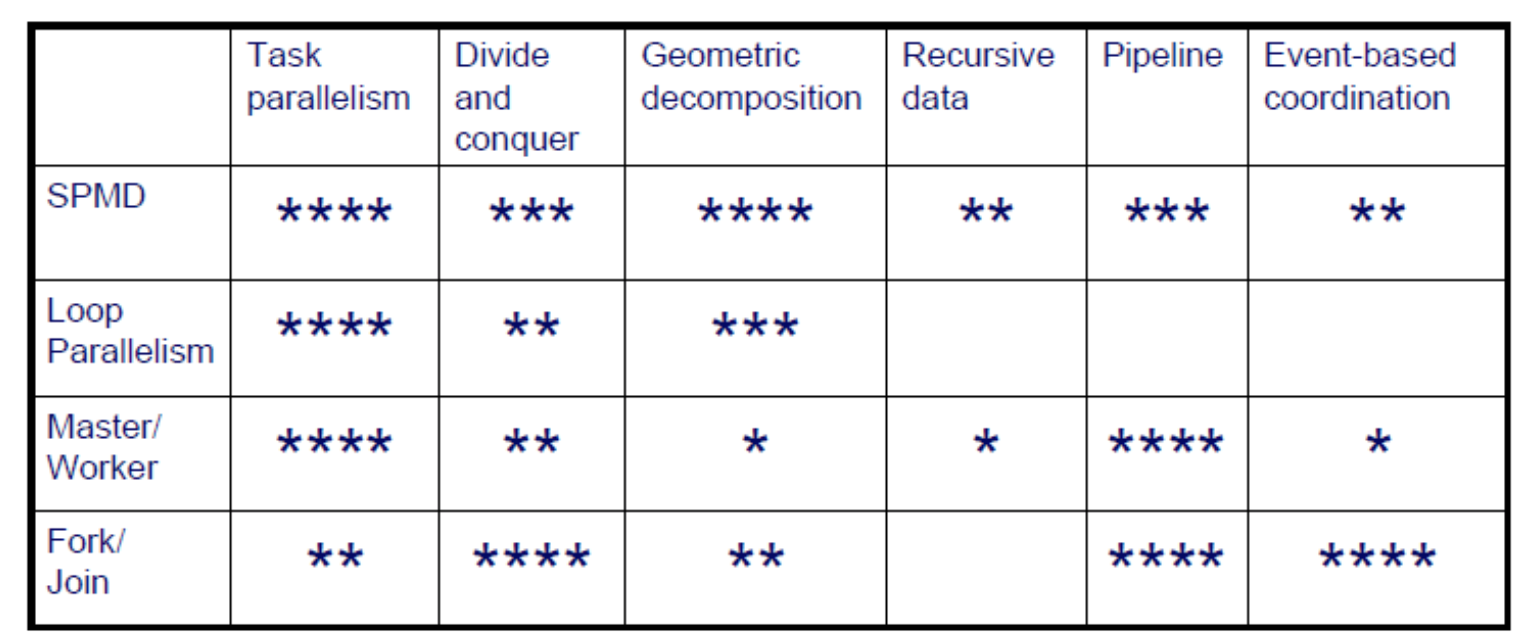 Task parallelism
Divide and conquer
Geometric decomposition
Recursive data
Pipeline
Event-based coordination
SPMD
****
***
****
**
***
**
Loop Parallelism
****
**
***
Master/ Worker
****
**
*
*
****
*
Fork/ Join
**
****
**
****
****